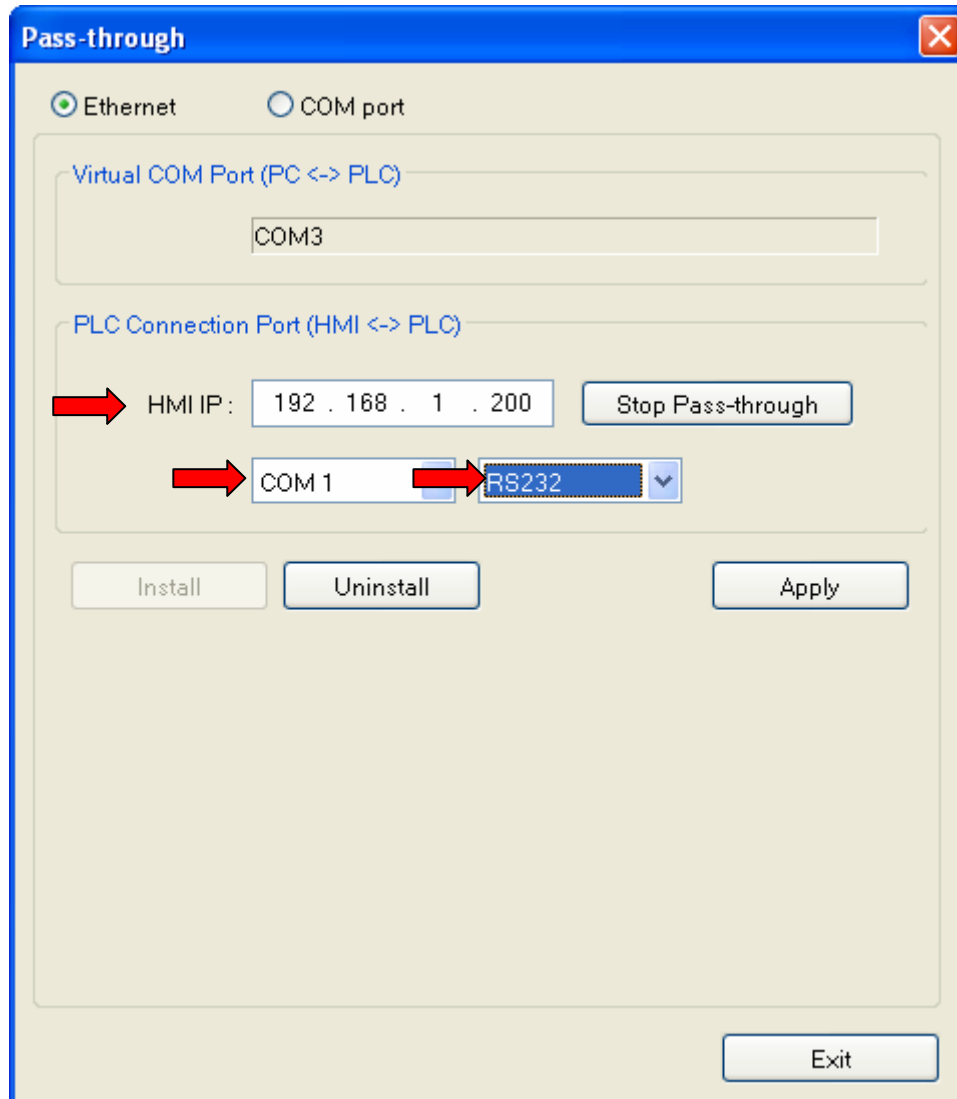 Pass-through
Ethernet COM port
Virtual COM Port (PC <-> PLC)
COM3
PLC Connection Port (HMI <-> PLC)
HMI IP : 192 . 168 . 1 . 200 Stop Pass-through
COM 1 RS232
Install Uninstall Apply
Exit